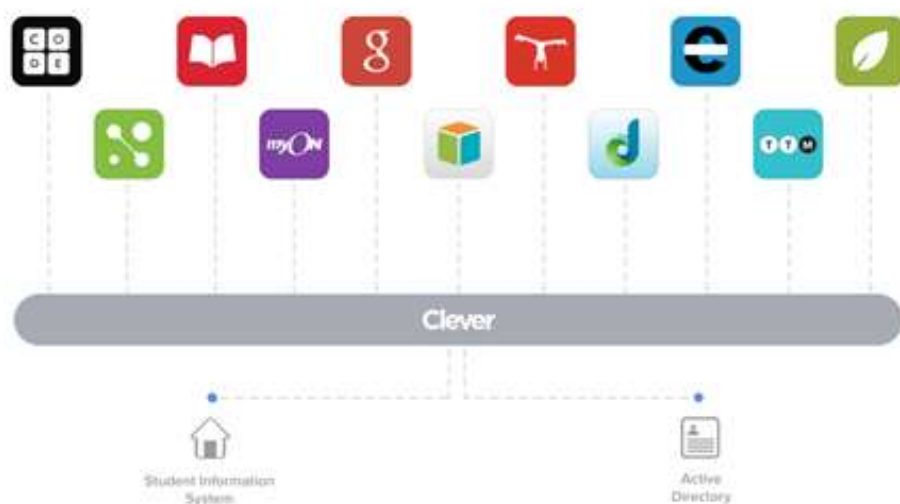 C O
D E
g
e
myON
d
T T M
Clever
Student Information
System
Active
Directory